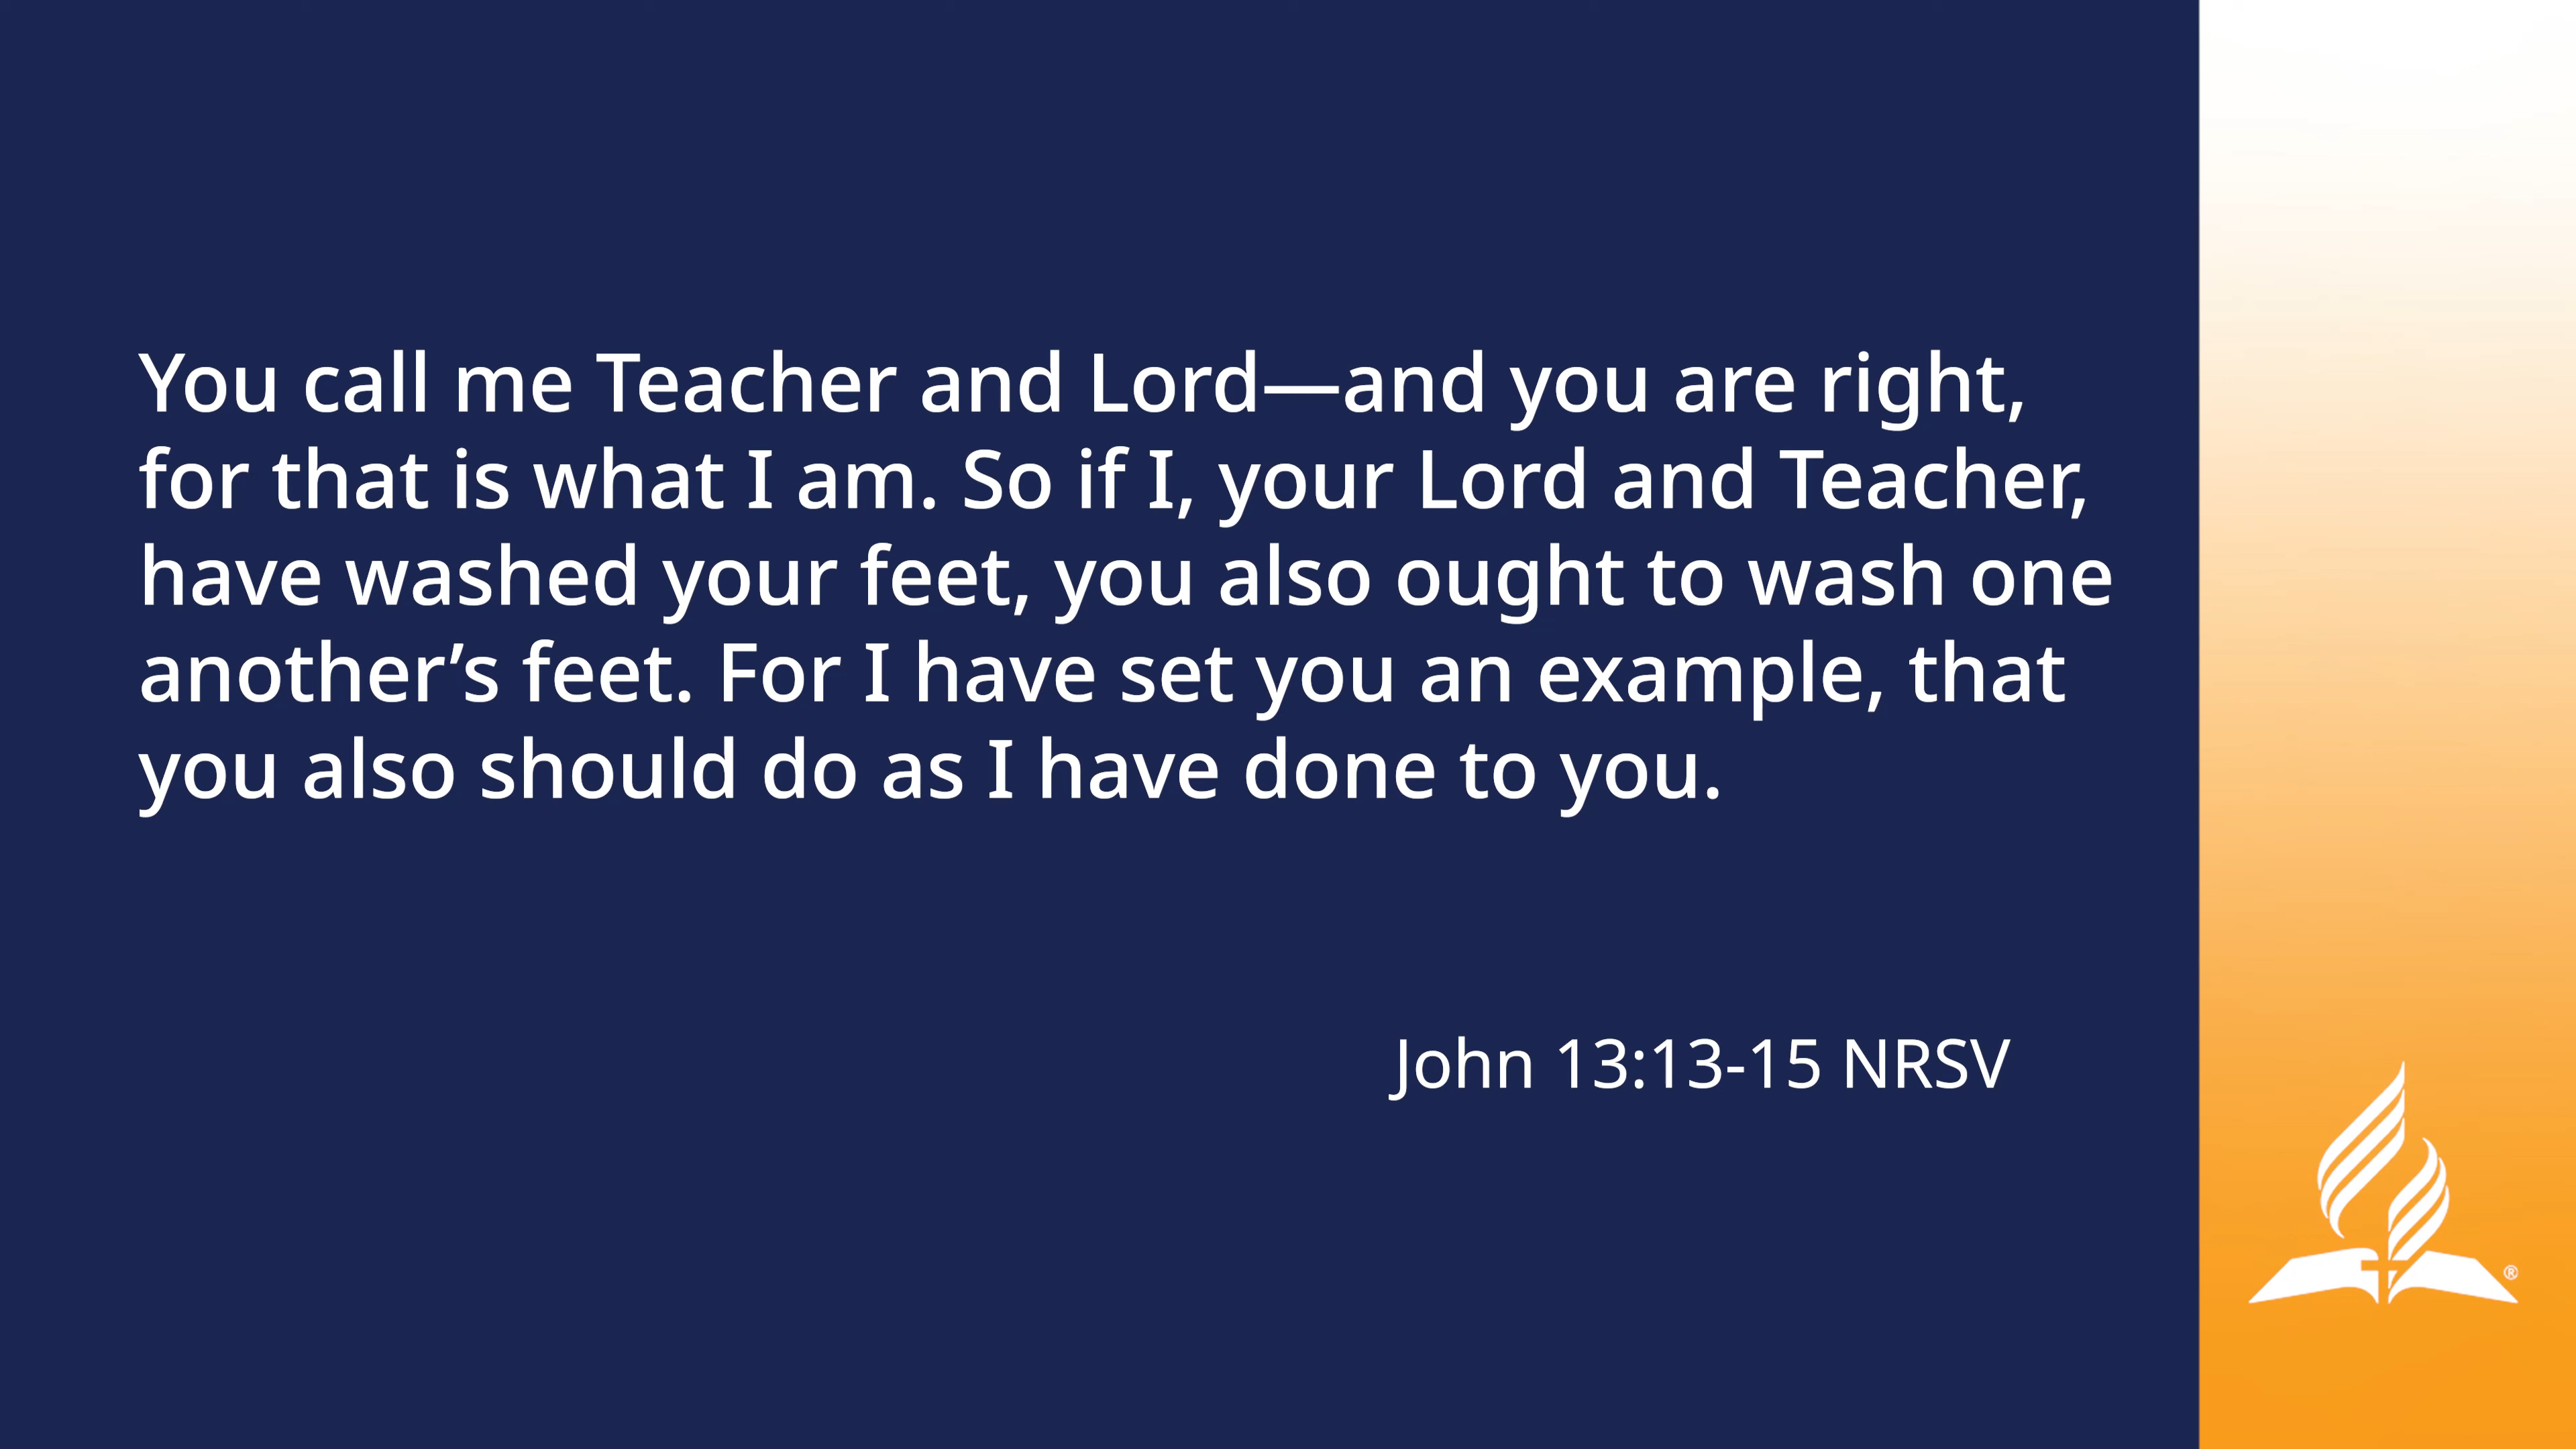 You call me Teacher and Lord—and you are right,
for that is what I am. So if I, your Lord and Teacher,
have washed your feet, you also ought to wash one
another’s feet. For I have set you an example, that
you also should do as I have done to you.
John 13:13-15 NRSV
®